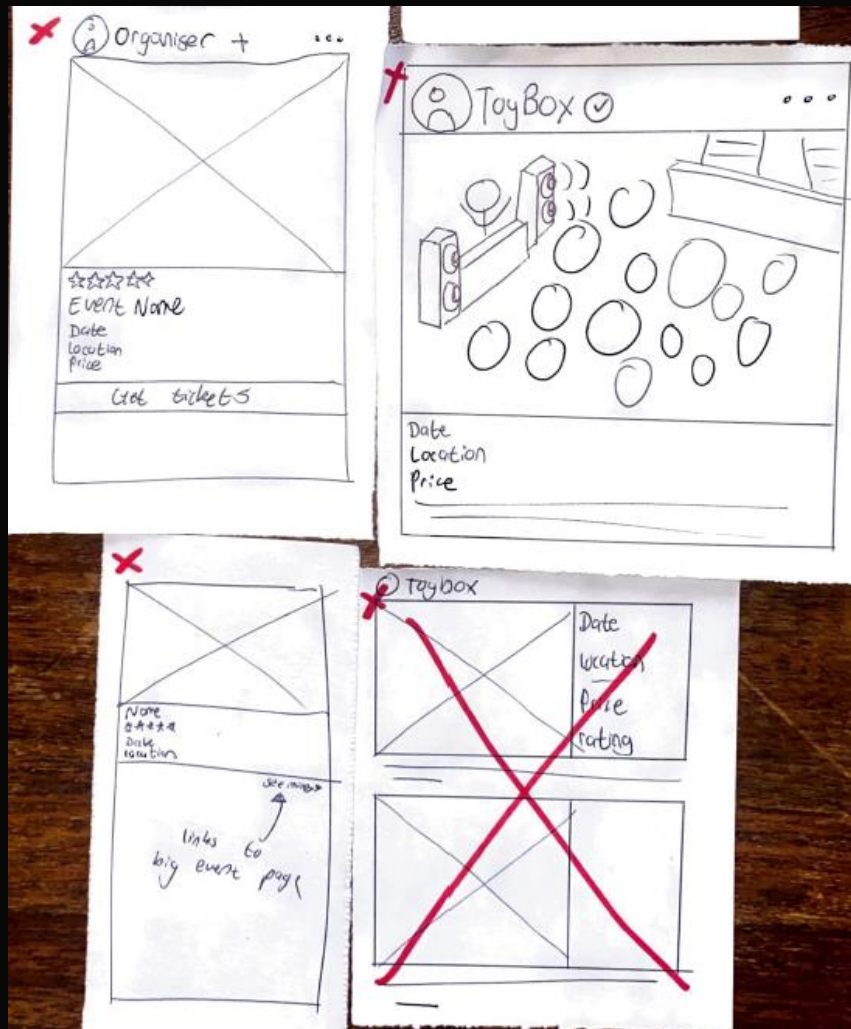 Organiser +
Event Name
Date
Location
Price
Get tickets
ToyBox
Date
Location
Price
Name
Date
Location
see more
links to
big event page
Toybox
Date
Location
Price
rating